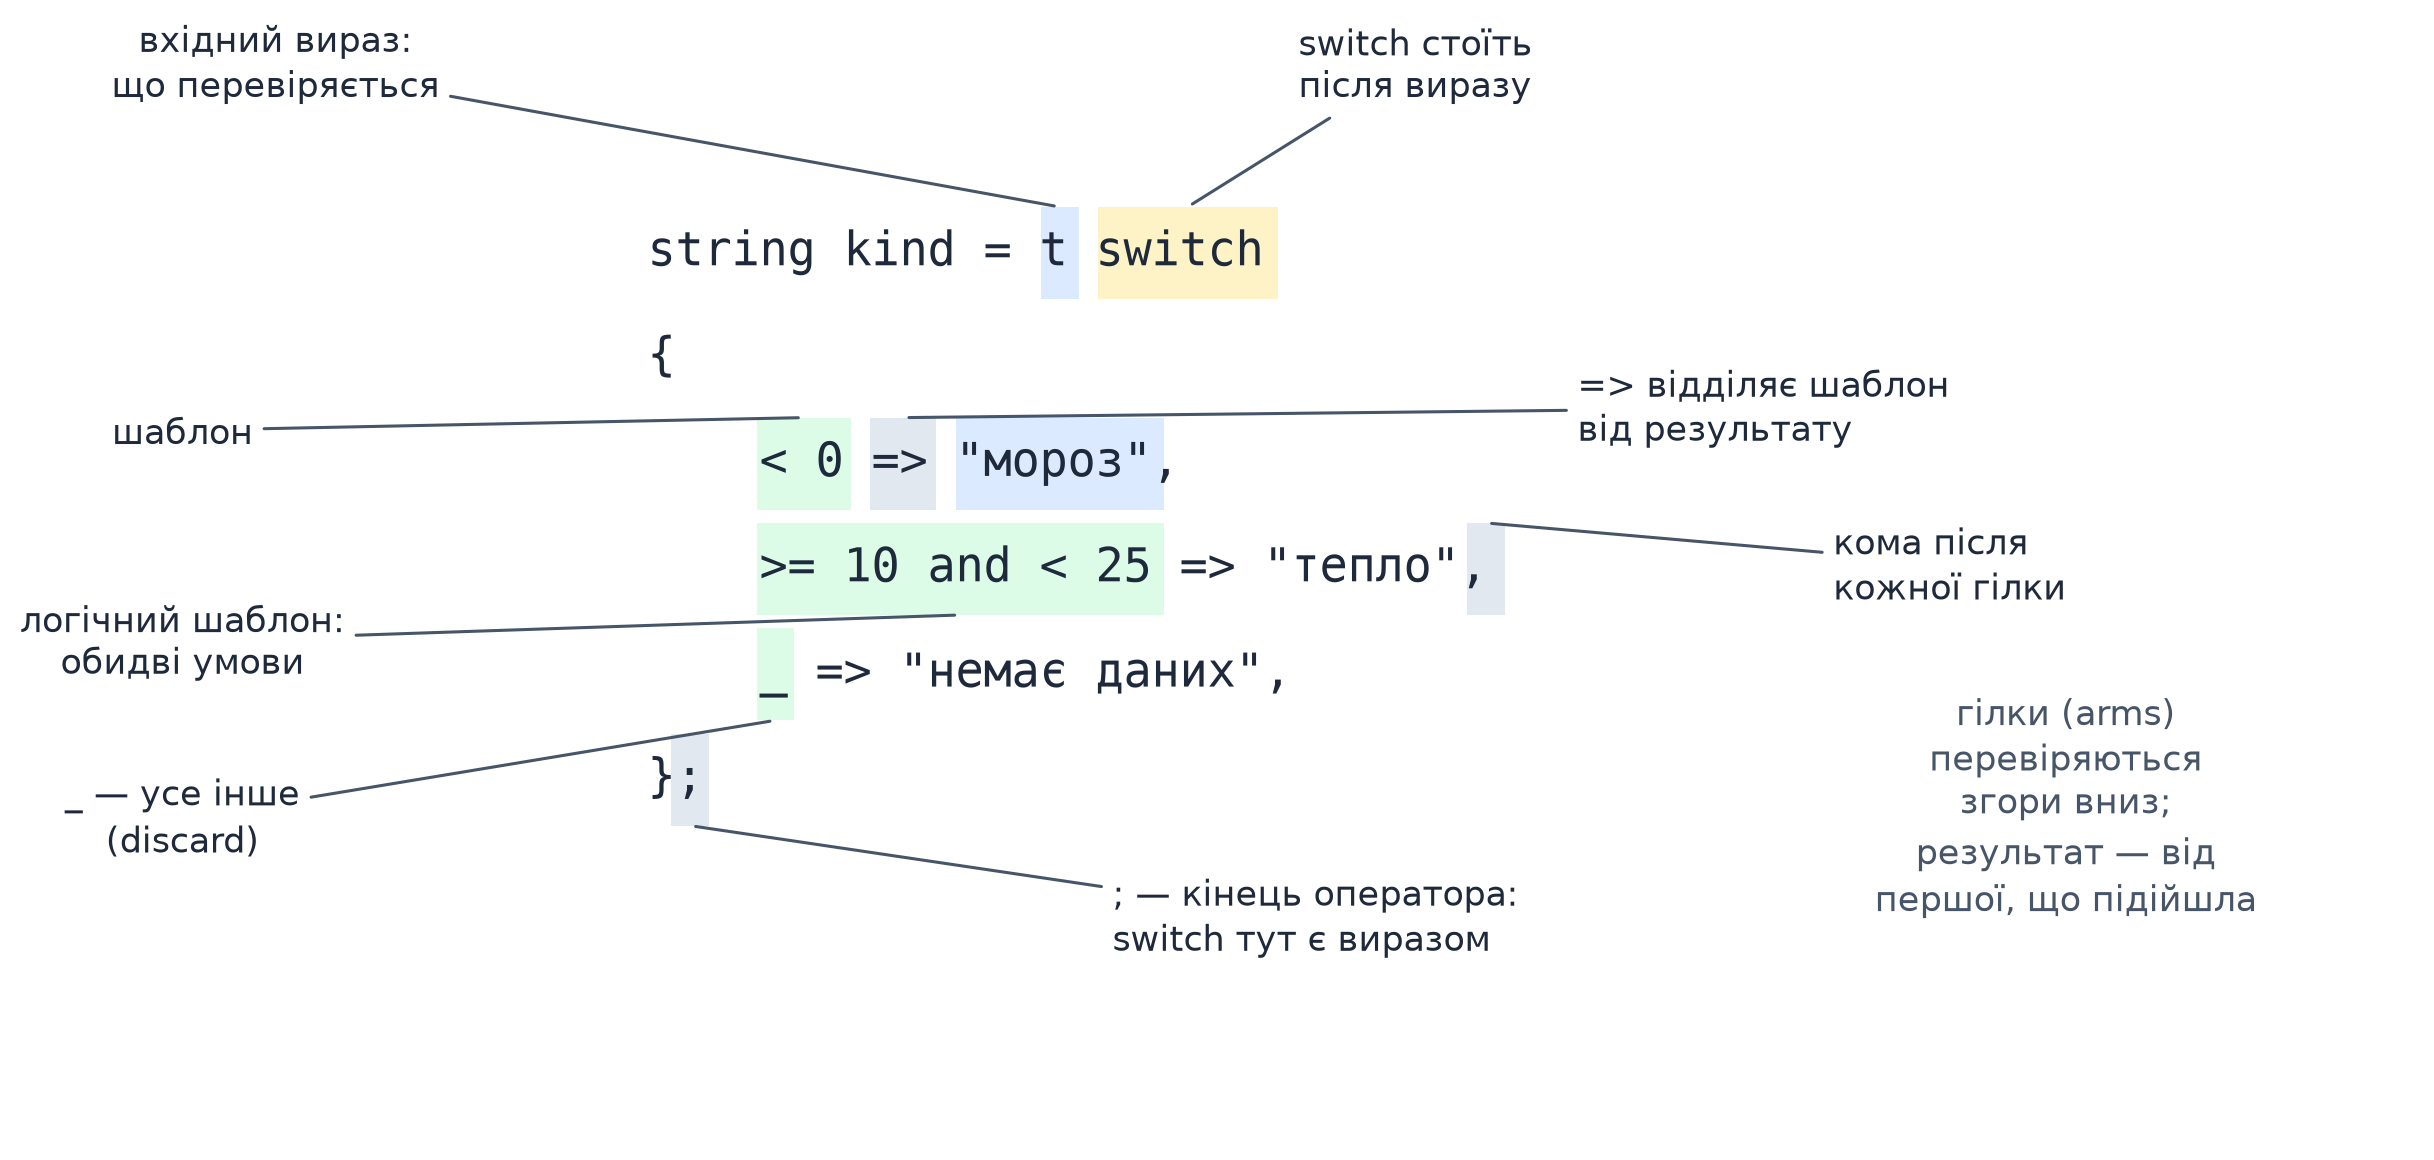 вхідний вираз:
що перевіряється
switch стоїть
після виразу
string kind = t switch
{
шаблон
=> відділяє шаблон
від результату
< 0 => "мороз",
>= 10 and < 25 => "тепло",
кома після
кожної гілки
логічний шаблон:
обидві умови
_ => "немає даних",
};
_ — усе інше
(discard)
; — кінець оператора:
switch тут є виразом
гілки (arms)
перевіряються
згори вниз;
результат — від
першої, що підійшла